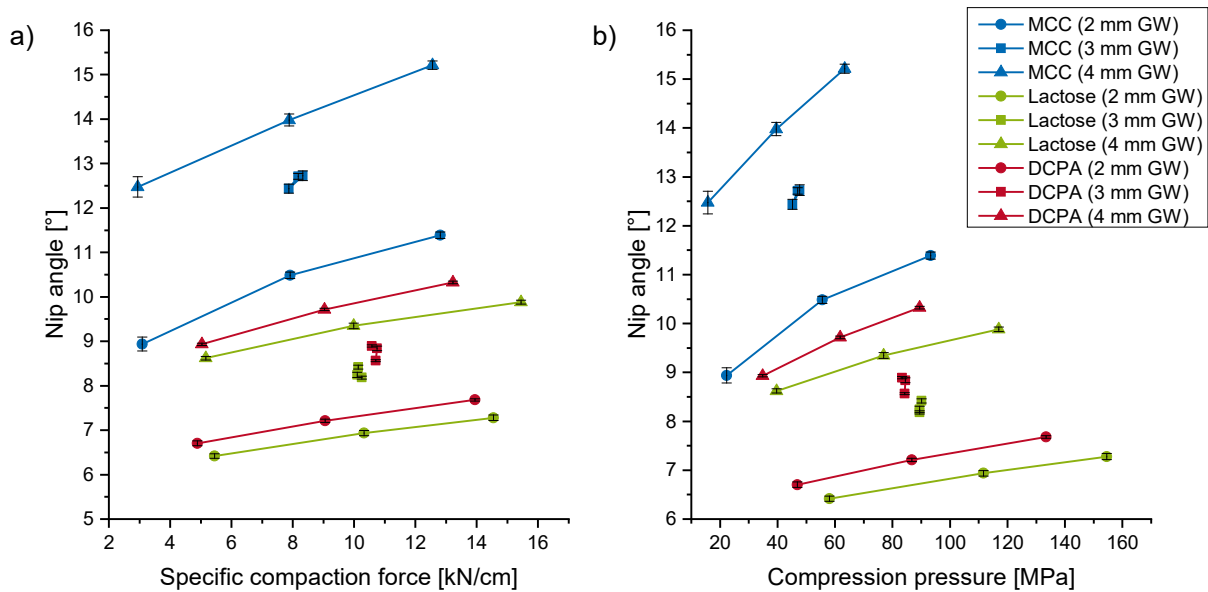 a)
16
15
14
13
12
11
10
9
8
7
6
5
Nip angle [°]
2 4 6 8 10 12 14 16
Specific compaction force [kN/cm]
b)
16
15
14
13
12
11
10
9
8
7
6
Nip angle [°]
20 40 60 80 100 120 140 160
Compression pressure [MPa]
MCC (2 mm GW)
MCC (3 mm GW)
MCC (4 mm GW)
Lactose (2 mm GW)
Lactose (3 mm GW)
Lactose (4 mm GW)
DCPA (2 mm GW)
DCPA (3 mm GW)
DCPA (4 mm GW)